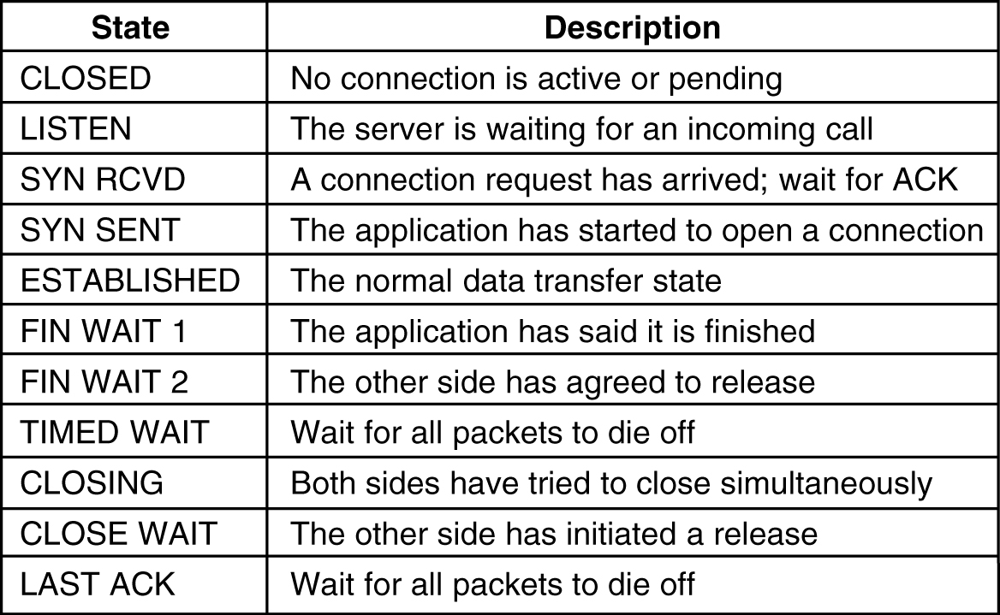 State Description
CLOSED No connection is active or pending
LISTEN The server is waiting for an incoming call
SYN RCVD A connection request has arrived; wait for ACK
SYN SENT The application has started to open a connection
ESTABLISHED The normal data transfer state
FIN WAIT 1 The application has said it is finished
FIN WAIT 2 The other side has agreed to release
TIMED WAIT Wait for all packets to die off
CLOSING Both sides have tried to close simultaneously
CLOSE WAIT The other side has initiated a release
LAST ACK Wait for all packets to die off